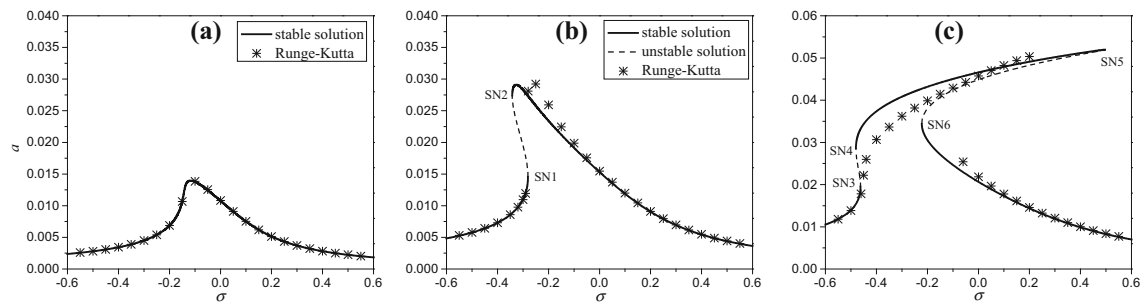 (a)
stable solution
Runge-Kutta
0.040
0.035
0.030
0.025
0.020
0.015
0.010
0.005
0.000
a
-0.6 -0.4 -0.2 0.0 0.2 0.4 0.6
σ
(b)
stable solution
unstable solution
Runge-Kutta
0.040
0.035
0.030
0.025
0.020
0.015
0.010
0.005
0.000
SN2
SN1
-0.6 -0.4 -0.2 0.0 0.2 0.4 0.6
σ
(c)
0.06
0.05
0.04
0.03
0.02
0.01
0.00
SN5
SN6
SN4
SN3
-0.6 -0.4 -0.2 0.0 0.2 0.4 0.6
σ